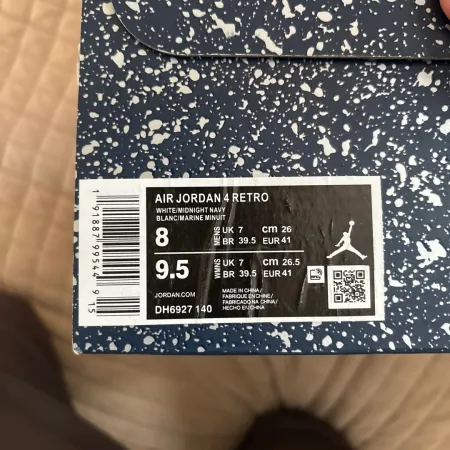 AIR JORDAN 4 RETRO
WHITE/MIDNIGHT NAVY
BLANC/MARINE MINUIT
8 MENS UK 7 cm 26
BR 39.5 EUR 41
9.5 WMNS UK 7 cm 26.5
BR 39.5 EUR 41
JORDAN.COM
MADE IN CHINA/
FABRIQUE EN CHINE/
FABRICADO NA CHINA/
HECHO EN CHINA
DH6927 140
1 91887 99544 9 15